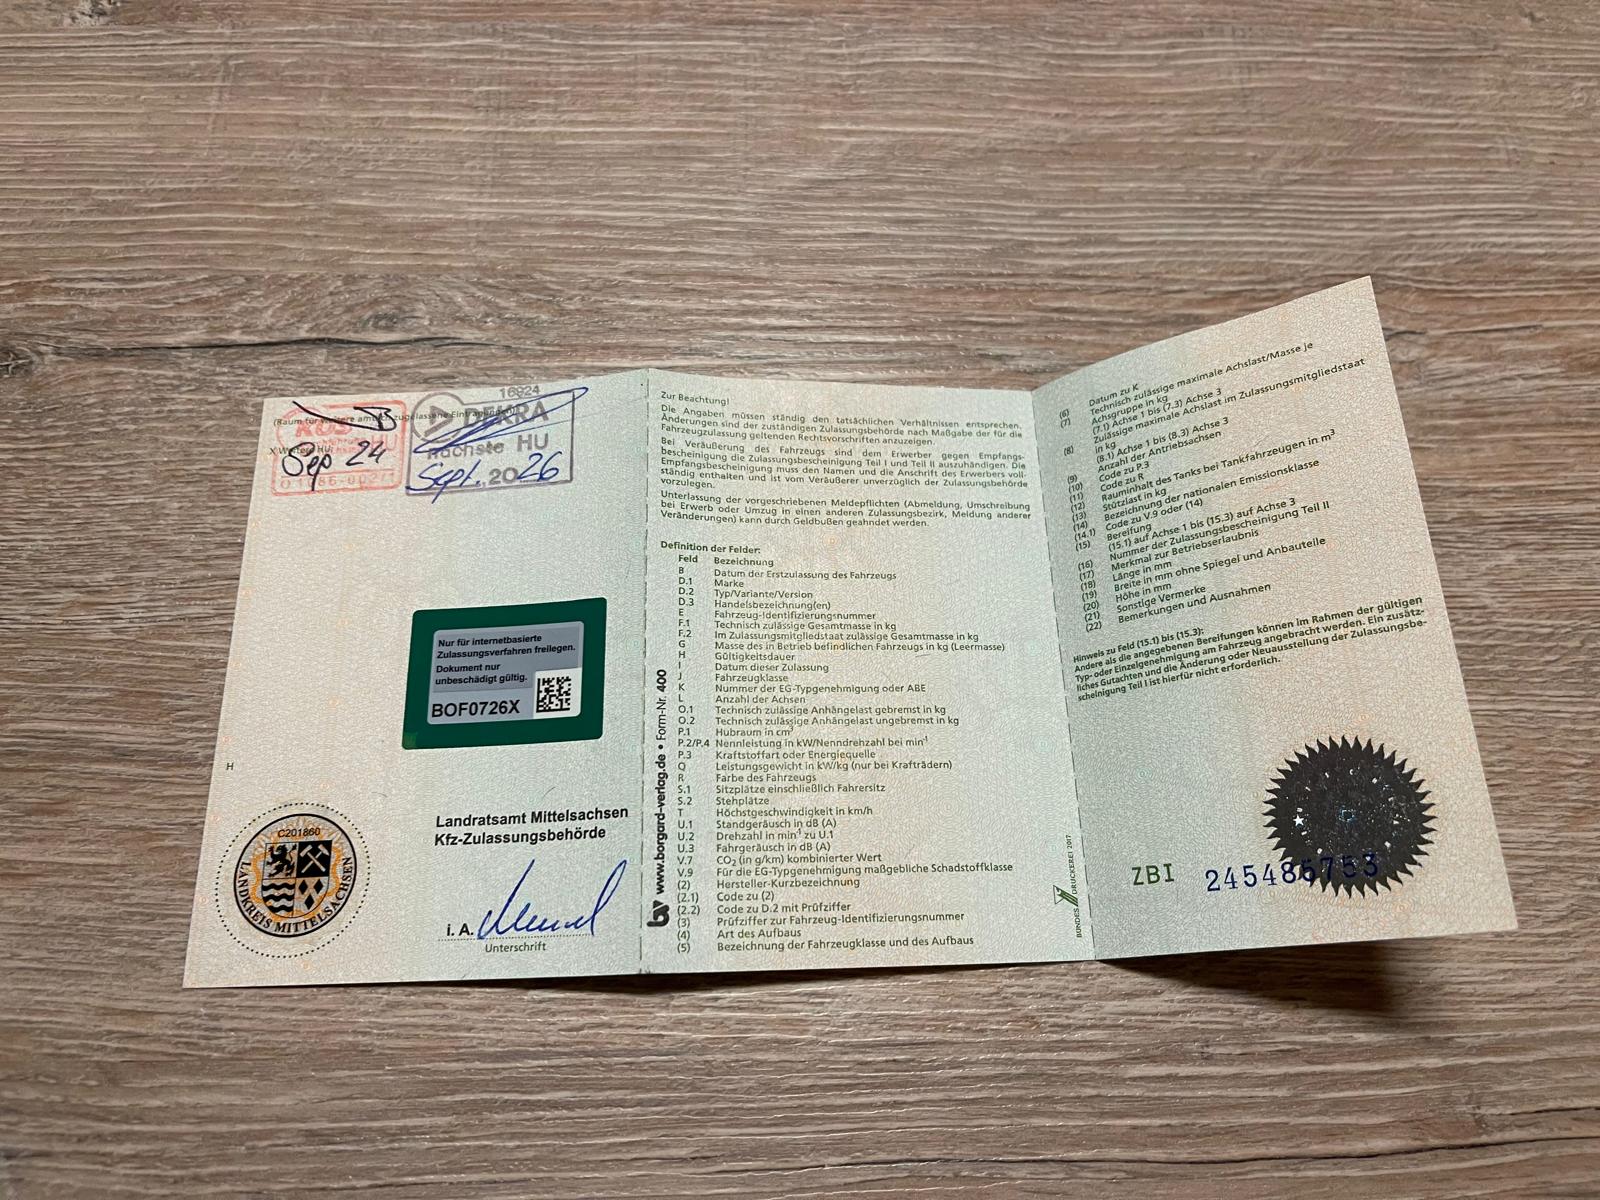 (Raum für weitere amtlich zugelassene Eintragungen)
X Weitere HU
KÜS
HU
Sep 24
16924
DEKRA
nächste HU
Sept. 2026
Nur für internetbasierte
Zulassungsverfahren freilegen.
Dokument nur
unbeschädigt gültig.
BOF0726X
H
C201860
LANDKREIS MITTELSACHSEN
Landratsamt Mittelsachsen
Kfz-Zulassungsbehörde
i. A.
Unterschrift
www.borgard-verlag.de • Form-Nr. 400
Zur Beachtung!
Die Angaben müssen ständig den tatsächlichen Verhältnissen entsprechen.
Änderungen sind der zuständigen Zulassungsbehörde nach Maßgabe der für die
Fahrzeugzulassung geltenden Rechtsvorschriften anzuzeigen.
Bei Veräußerung des Fahrzeugs sind dem Erwerber gegen Empfangs-
Bescheinigung die Zulassungsbescheinigung Teil I und Teil II auszuhändigen. Die
Empfangsbescheinigung muss den Namen und die Anschrift des Erwerbers voll-
ständig enthalten und ist vom Veräußerer unverzüglich der Zulassungsbehörde
vorzulegen.
Unterlassung der vorgeschriebenen Meldepflichten (Abmeldung, Umschreibung
bei Erwerb oder Umzug in einen anderen Zulassungsbezirk, Meldung anderer
Veränderungen) kann durch Geldbußen geahndet werden.
Definition der Felder:
Feld Bezeichnung
B Datum der Erstzulassung des Fahrzeugs
D.1 Marke
D.2 Typ/Variante/Version
D.3 Handelsbezeichnung(en)
E Fahrzeug-Identifizierungsnummer
F.1 Technisch zulässige Gesamtmasse in kg
F.2 Im Zulassungsmitgliedstaat zulässige Gesamtmasse in kg
G Masse des in Betrieb befindlichen Fahrzeugs in kg (Leermasse)
H Gültigkeitsdauer
I Datum dieser Zulassung
J Fahrzeugklasse
K Nummer der EG-Typgenehmigung oder ABE
L Anzahl der Achsen
O.1 Technisch zulässige Anhängelast gebremst in kg
O.2 Technisch zulässige Anhängelast ungebremst in kg
P.1 Hubraum in cm³
P.2/P.4 Nennleistung in kW/Nenndrehzahl bei min⁻¹
P.3 Kraftstoffart oder Energiequelle
Q Leistungsgewicht in kW/kg (nur bei Krafträdern)
R Farbe des Fahrzeugs
S.1 Sitzplätze einschließlich Fahrersitz
S.2 Stehplätze
T Höchstgeschwindigkeit in km/h
U.1 Standgeräusch in dB (A)
U.2 Drehzahl in min⁻¹ zu U.1
U.3 Fahrgeräusch in dB (A)
V.7 CO₂ (in g/km) kombinierter Wert
V.9 Für die EG-Typgenehmigung maßgebliche Schadstoffklasse
(2) Hersteller-Kurzbezeichnung
(2.1) Code zu (2)
(2.2) Code zu D.2 mit Prüfziffer
(3) Prüfziffer zur Fahrzeug-Identifizierungsnummer
(4) Art des Aufbaus
(5) Bezeichnung der Fahrzeugklasse und des Aufbaus
BUNDESDRUCKEREI 2017
(6) Datum zu K
(7) Technisch zulässige maximale Achslast/Masse je
Achsgruppe in kg
(7.1) Achse 1 bis (7.3) Achse 3
(8) Zulässige maximale Achslast im Zulassungsmitgliedstaat
in kg
(8.1) Achse 1 bis (8.3) Achse 3
(9) Anzahl der Antriebsachsen
(10) Code zu P.3
(11) Code zu R
(12) Rauminhalt des Tanks bei Tankfahrzeugen in m³
(13) Stützlast in kg
(14) Bezeichnung der nationalen Emissionsklasse
(14.1) Code zu V.9 oder (14)
(15) Bereifung
(15.1) auf Achse 1 bis (15.3) auf Achse 3
(16) Nummer der Zulassungsbescheinigung Teil II
(17) Merkmal zur Betriebserlaubnis
(18) Länge in mm
(19) Breite in mm ohne Spiegel und Anbauteile
(20) Höhe in mm
(21) Sonstige Vermerke
(22) Bemerkungen und Ausnahmen
Hinweis zu Feld (15.1) bis (15.3):
Andere als die angegebenen Bereifungen können im Rahmen der gültigen
Typ- oder Einzelgenehmigung am Fahrzeug angebracht werden. Ein zusätz-
liches Gutachten und die Änderung oder Neuausstellung der Zulassungsbe-
scheinigung Teil I ist hierfür nicht erforderlich.
ZBI 245486753